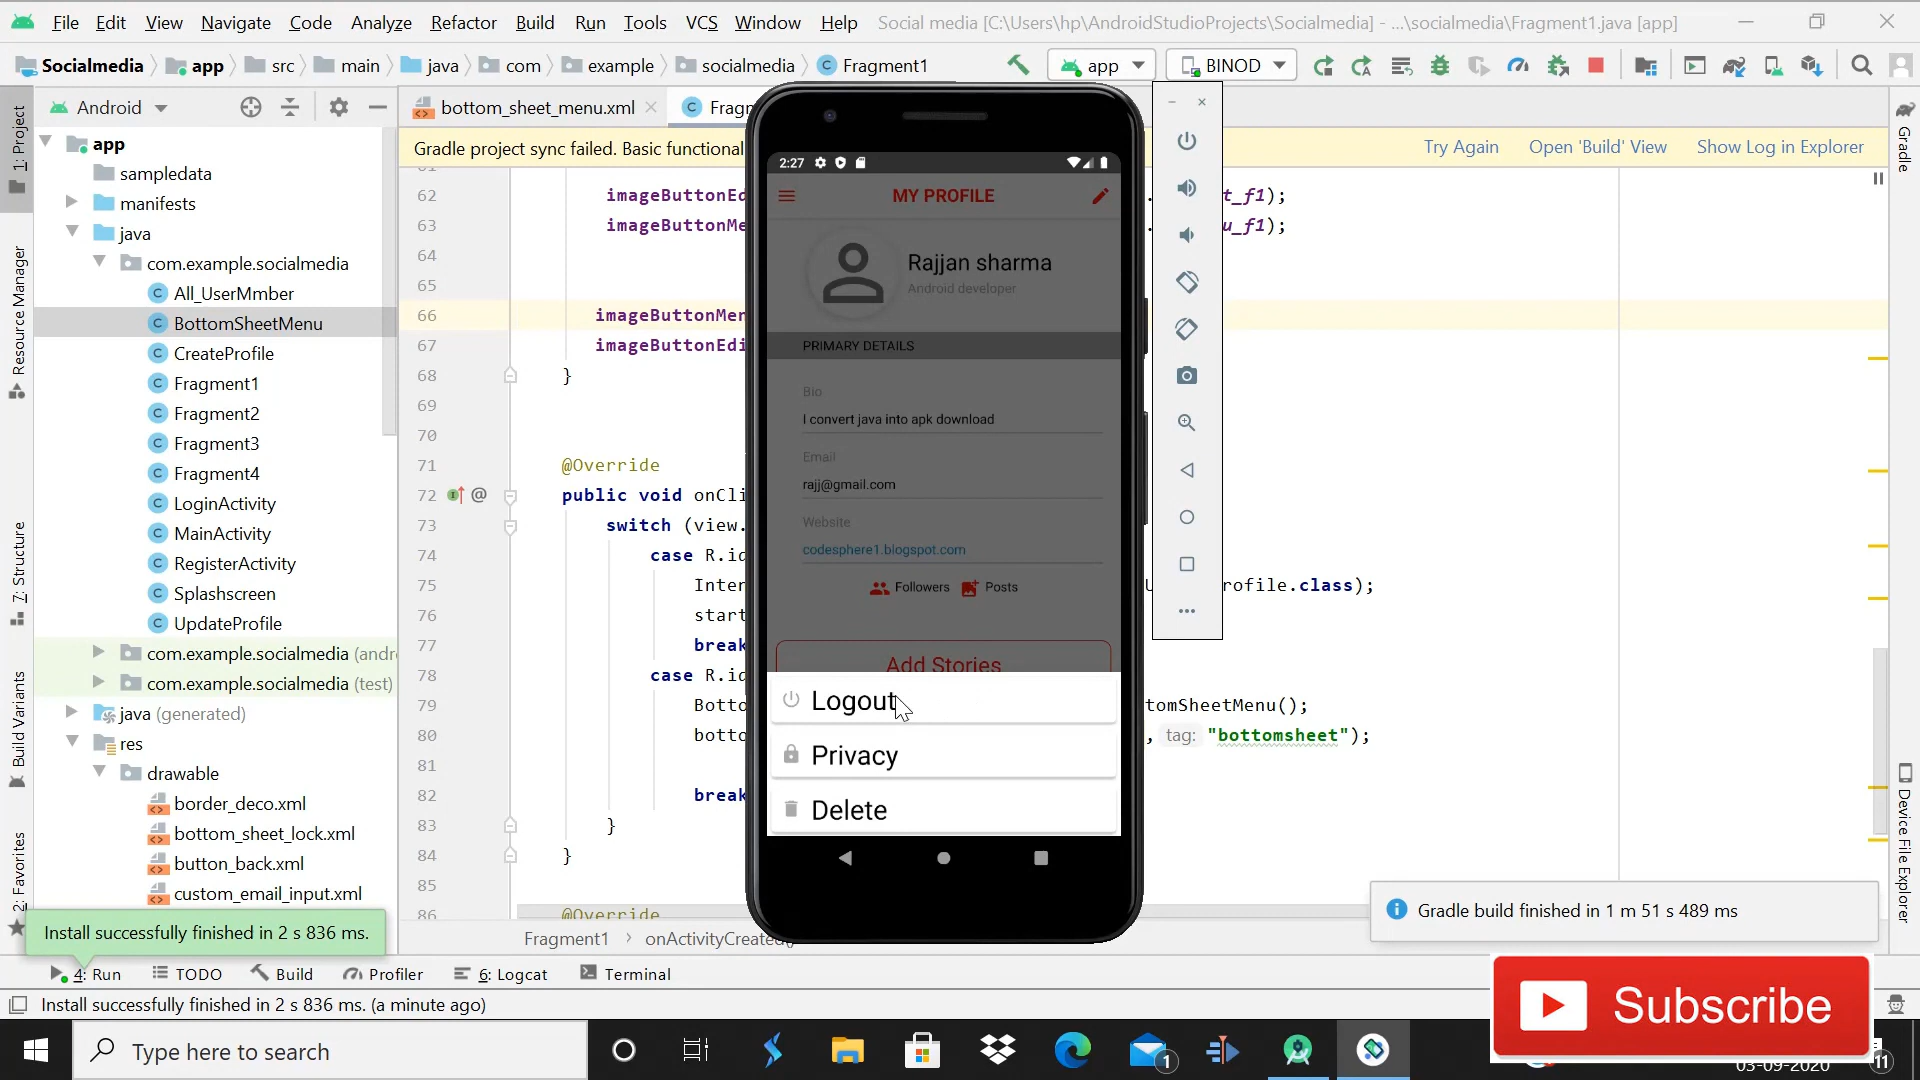 File Edit View Navigate Code Analyze Refactor Build Run Tools VCS Window Help Social media [C:\Users\hp\AndroidStudioProjects\Socialmedia] - ...\socialmedia\Fragment1.java [app]
Socialmedia app src main java com example socialmedia Fragment1 app BINOD
Android bottom_sheet_menu.xml Frag
Gradle project sync failed. Basic functional Try Again Open 'Build' View Show Log in Explorer
1: Project
Resource Manager
7: Structure
Build Variants
2: Favorites
app
sampledata
manifests
java
com.example.socialmedia
All_UserMmber
BottomSheetMenu
CreateProfile
Fragment1
Fragment2
Fragment3
Fragment4
LoginActivity
MainActivity
RegisterActivity
Splashscreen
UpdateProfile
com.example.socialmedia (andr
com.example.socialmedia (test)
java (generated)
res
drawable
border_deco.xml
bottom_sheet_lock.xml
button_back.xml
custom_email_input.xml
62 imageButtonEd t_f1);
63 imageButtonMe u_f1);
64
65
66 imageButtonMen
67 imageButtonEdi
68 }
69
70
71 @Override
72 public void onCli
73 switch (view.
74 case R.id
75 Inter rofile.class);
76 start
77 break
78 case R.id
79 Botto tomSheetMenu();
80 botto , tag: "bottomsheet");
81
82 break
83 }
84 }
85
86 @Override
Fragment1 onActivityCreated()
2:27
MY PROFILE
Rajjan sharma
Android developer
PRIMARY DETAILS
Bio
I convert java into apk download
Email
rajj@gmail.com
Website
codesphere1.blogspot.com
Followers Posts
Add Stories
Logout
Privacy
Delete
Gradle
Device File Explorer
Gradle build finished in 1 m 51 s 489 ms
Install successfully finished in 2 s 836 ms.
4: Run TODO Build Profiler 6: Logcat Terminal
Install successfully finished in 2 s 836 ms. (a minute ago)
Subscribe
Type here to search
1
03-09-2020
11